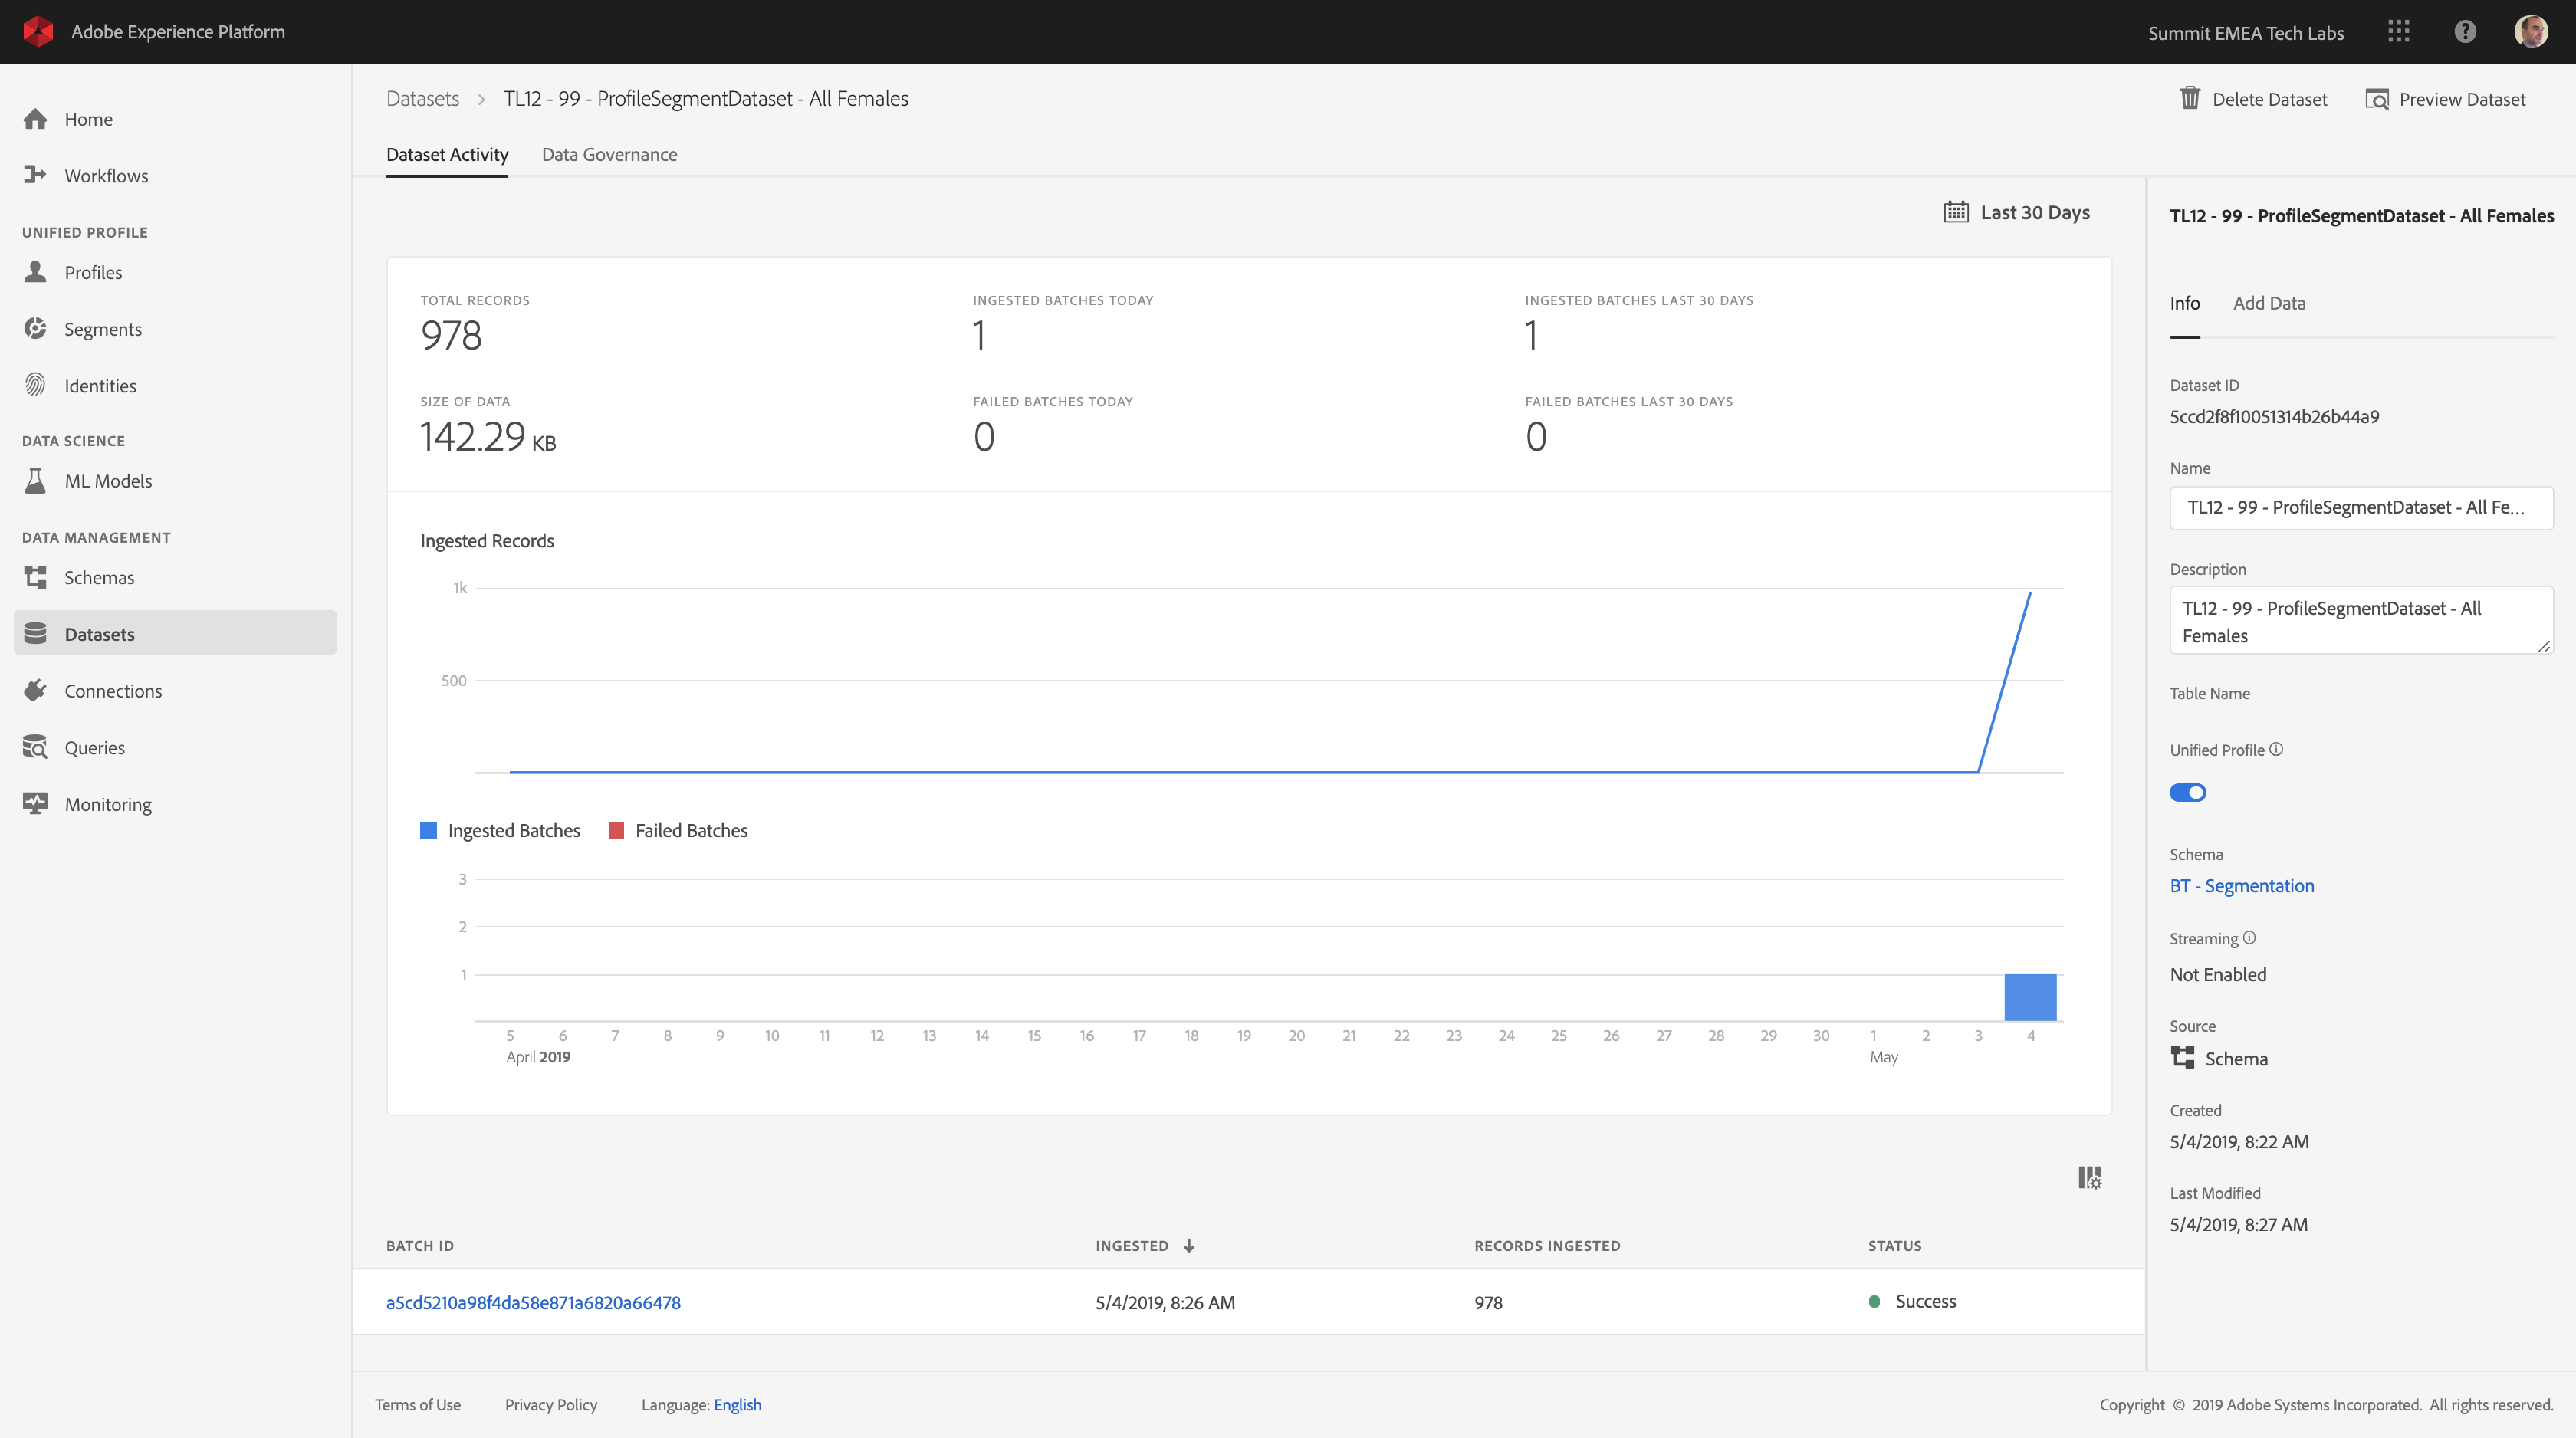 Adobe Experience Platform
Summit EMEA Tech Labs
Home
Workflows
UNIFIED PROFILE
Profiles
Segments
Identities
DATA SCIENCE
ML Models
DATA MANAGEMENT
Schemas
Datasets
Connections
Queries
Monitoring
Datasets > TL12 - 99 - ProfileSegmentDataset - All Females
Delete Dataset
Preview Dataset
Dataset Activity
Data Governance
Last 30 Days
TOTAL RECORDS
978
INGESTED BATCHES TODAY
1
INGESTED BATCHES LAST 30 DAYS
1
SIZE OF DATA
142.29 KB
FAILED BATCHES TODAY
0
FAILED BATCHES LAST 30 DAYS
0
Ingested Records
1k
500
Ingested Batches
Failed Batches
3
2
1
5 6 7 8 9 10 11 12 13 14 15 16 17 18 19 20 21 22 23 24 25 26 27 28 29 30 1 2 3 4
April 2019
May
BATCH ID
INGESTED
RECORDS INGESTED
STATUS
a5cd5210a98f4da58e871a6820a66478
5/4/2019, 8:26 AM
978
Success
TL12 - 99 - ProfileSegmentDataset - All Females
Info
Add Data
Dataset ID
5ccd2f8f10051314b26b44a9
Name
TL12 - 99 - ProfileSegmentDataset - All Fe...
Description
TL12 - 99 - ProfileSegmentDataset - All
Females
Table Name
Unified Profile
Schema
BT - Segmentation
Streaming
Not Enabled
Source
Schema
Created
5/4/2019, 8:22 AM
Last Modified
5/4/2019, 8:27 AM
Terms of Use
Privacy Policy
Language: English
Copyright © 2019 Adobe Systems Incorporated. All rights reserved.